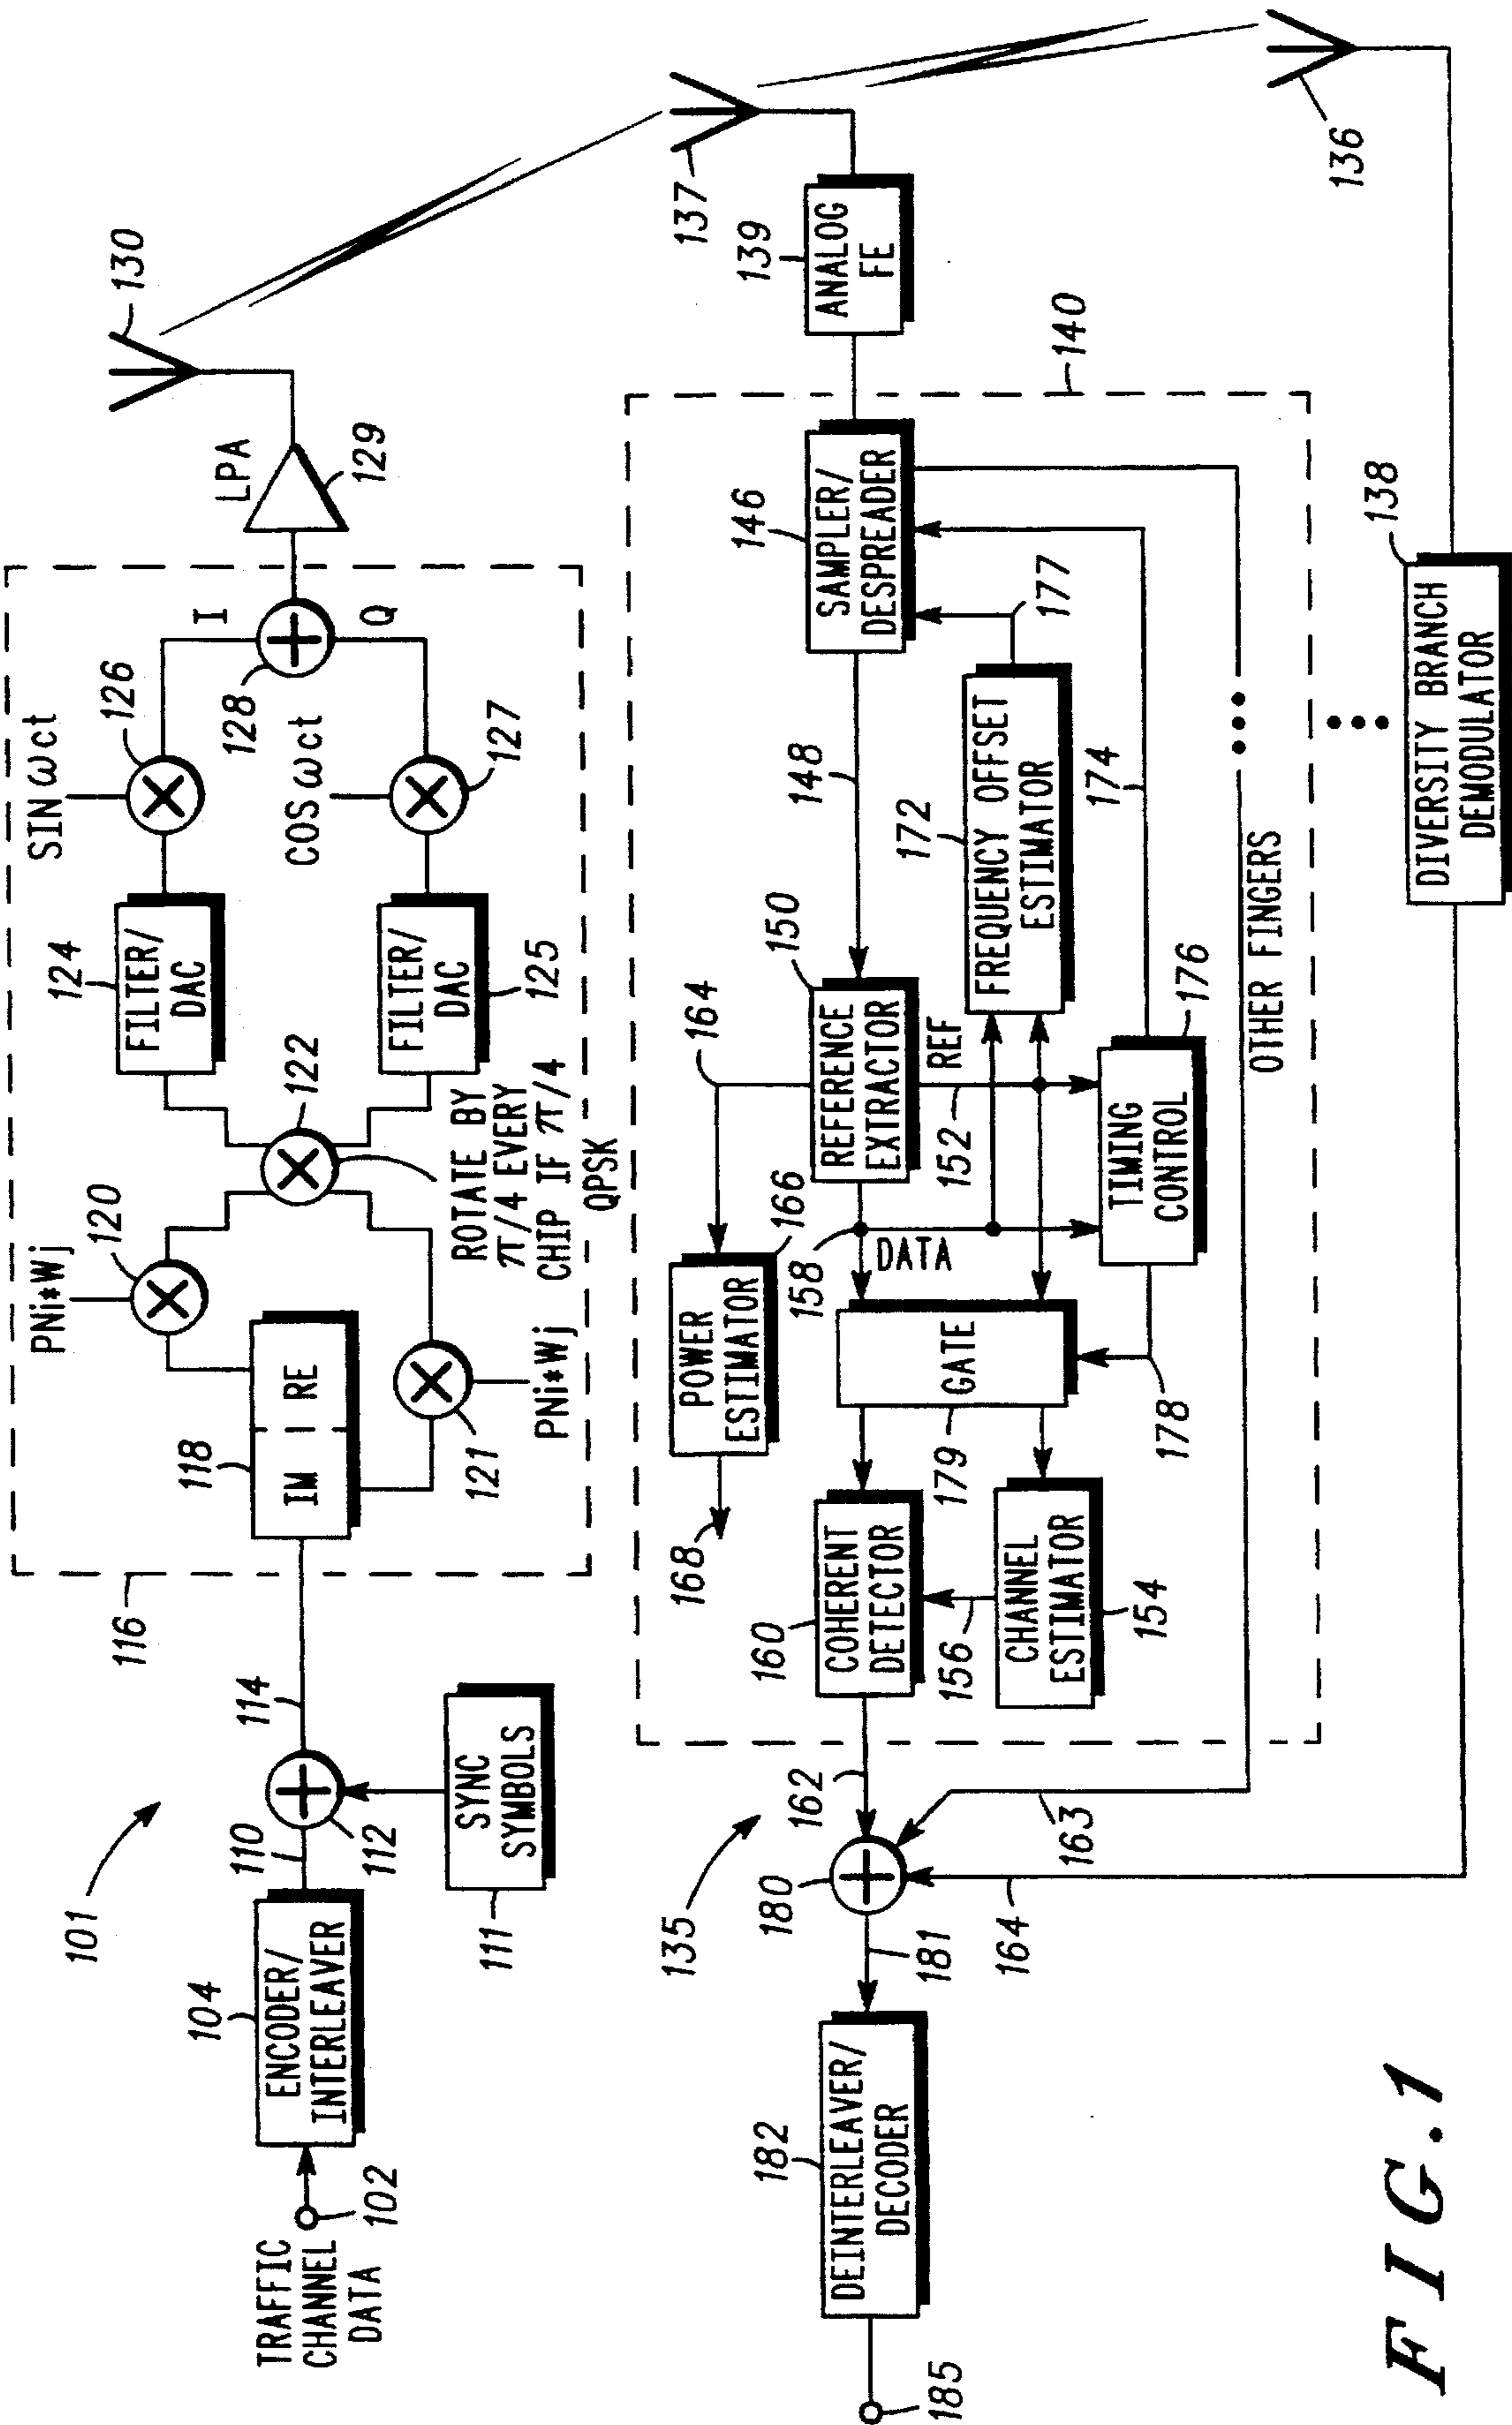 101
TRAFFIC
CHANNEL
DATA
102
104
ENCODER/
INTERLEAVER
110
112
111
SYNC
SYMBOLS
114
116
118
IM
RE
PNi*Wj
120
121
PNi*Wj
122
ROTATE BY
π/4 EVERY
CHIP IF π/4
QPSK
124
FILTER/
DAC
FILTER/
DAC
125
SIN ωct
126
COS ωct
127
128
I
Q
LPA
129
130
135
185
182
DEINTERLEAVER/
DECODER
181
180
162
163
164
160
COHERENT
DETECTOR
156
CHANNEL
ESTIMATOR
154
168
POWER
ESTIMATOR
166
164
179
GATE
178
158
DATA
REFERENCE
EXTRACTOR
150
152
REF
TIMING
CONTROL
176
174
172
FREQUENCY OFFSET
ESTIMATOR
177
148
146
SAMPLER/
DESPREADER
140
139
ANALOG
FE
137
136
OTHER FINGERS
138
DIVERSITY BRANCH
DEMODULATOR
FIG.1